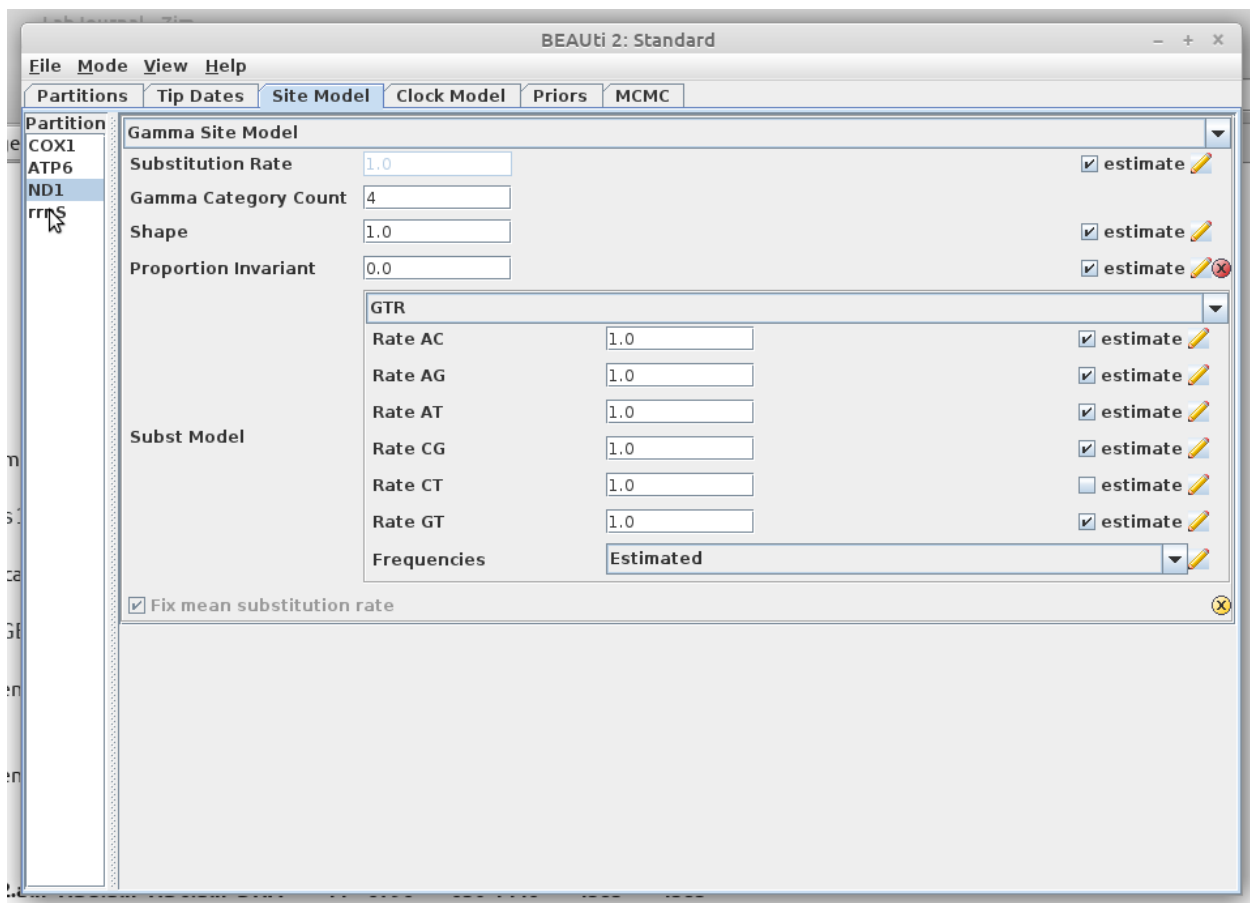 BEAUti 2: Standard
File Mode View Help
Partitions Tip Dates Site Model Clock Model Priors MCMC
Partition
COX1
ATP6
ND1
Gamma Site Model
Substitution Rate 1.0 estimate
Gamma Category Count 4
Shape 1.0 estimate
Proportion Invariant 0.0 estimate
GTR
Rate AC 1.0 estimate
Rate AG 1.0 estimate
Rate AT 1.0 estimate
Subst Model
Rate CG 1.0 estimate
Rate CT 1.0 estimate
Rate GT 1.0 estimate
Frequencies Estimated
Fix mean substitution rate